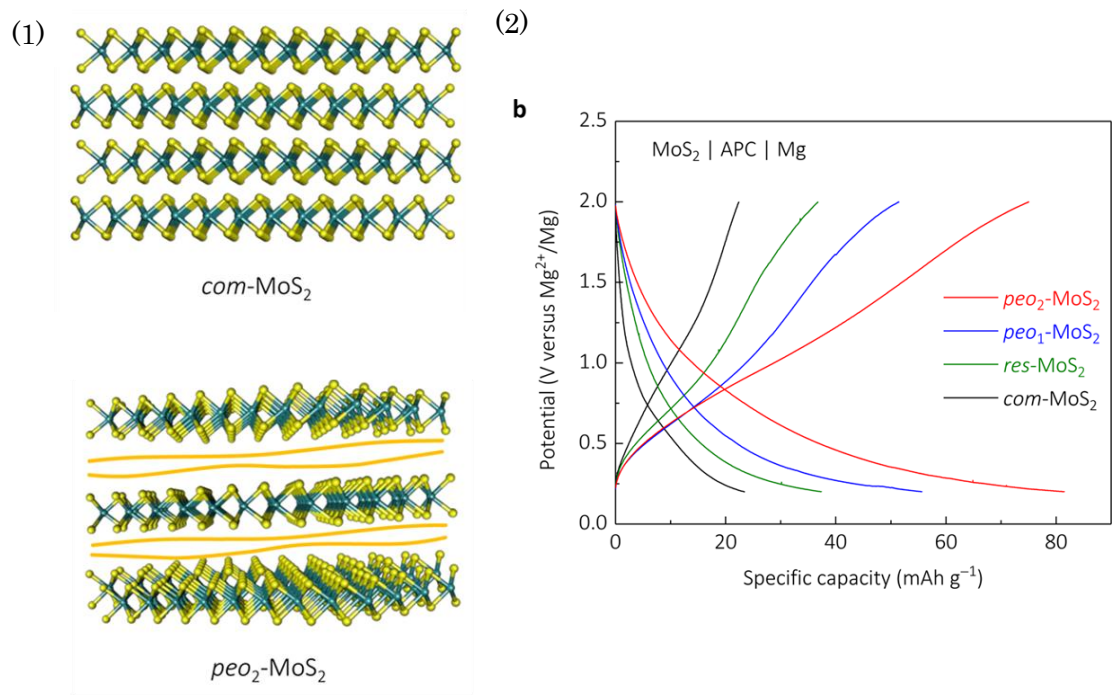 (1)
com-MoS₂
peo₂-MoS₂
(2)
b
MoS₂ | APC | Mg
Potential (V versus Mg²⁺/Mg)
2.5
2.0
1.5
1.0
0.5
0.0
peo₂-MoS₂
peo₁-MoS₂
res-MoS₂
com-MoS₂
0 20 40 60 80
Specific capacity (mAh g⁻¹)